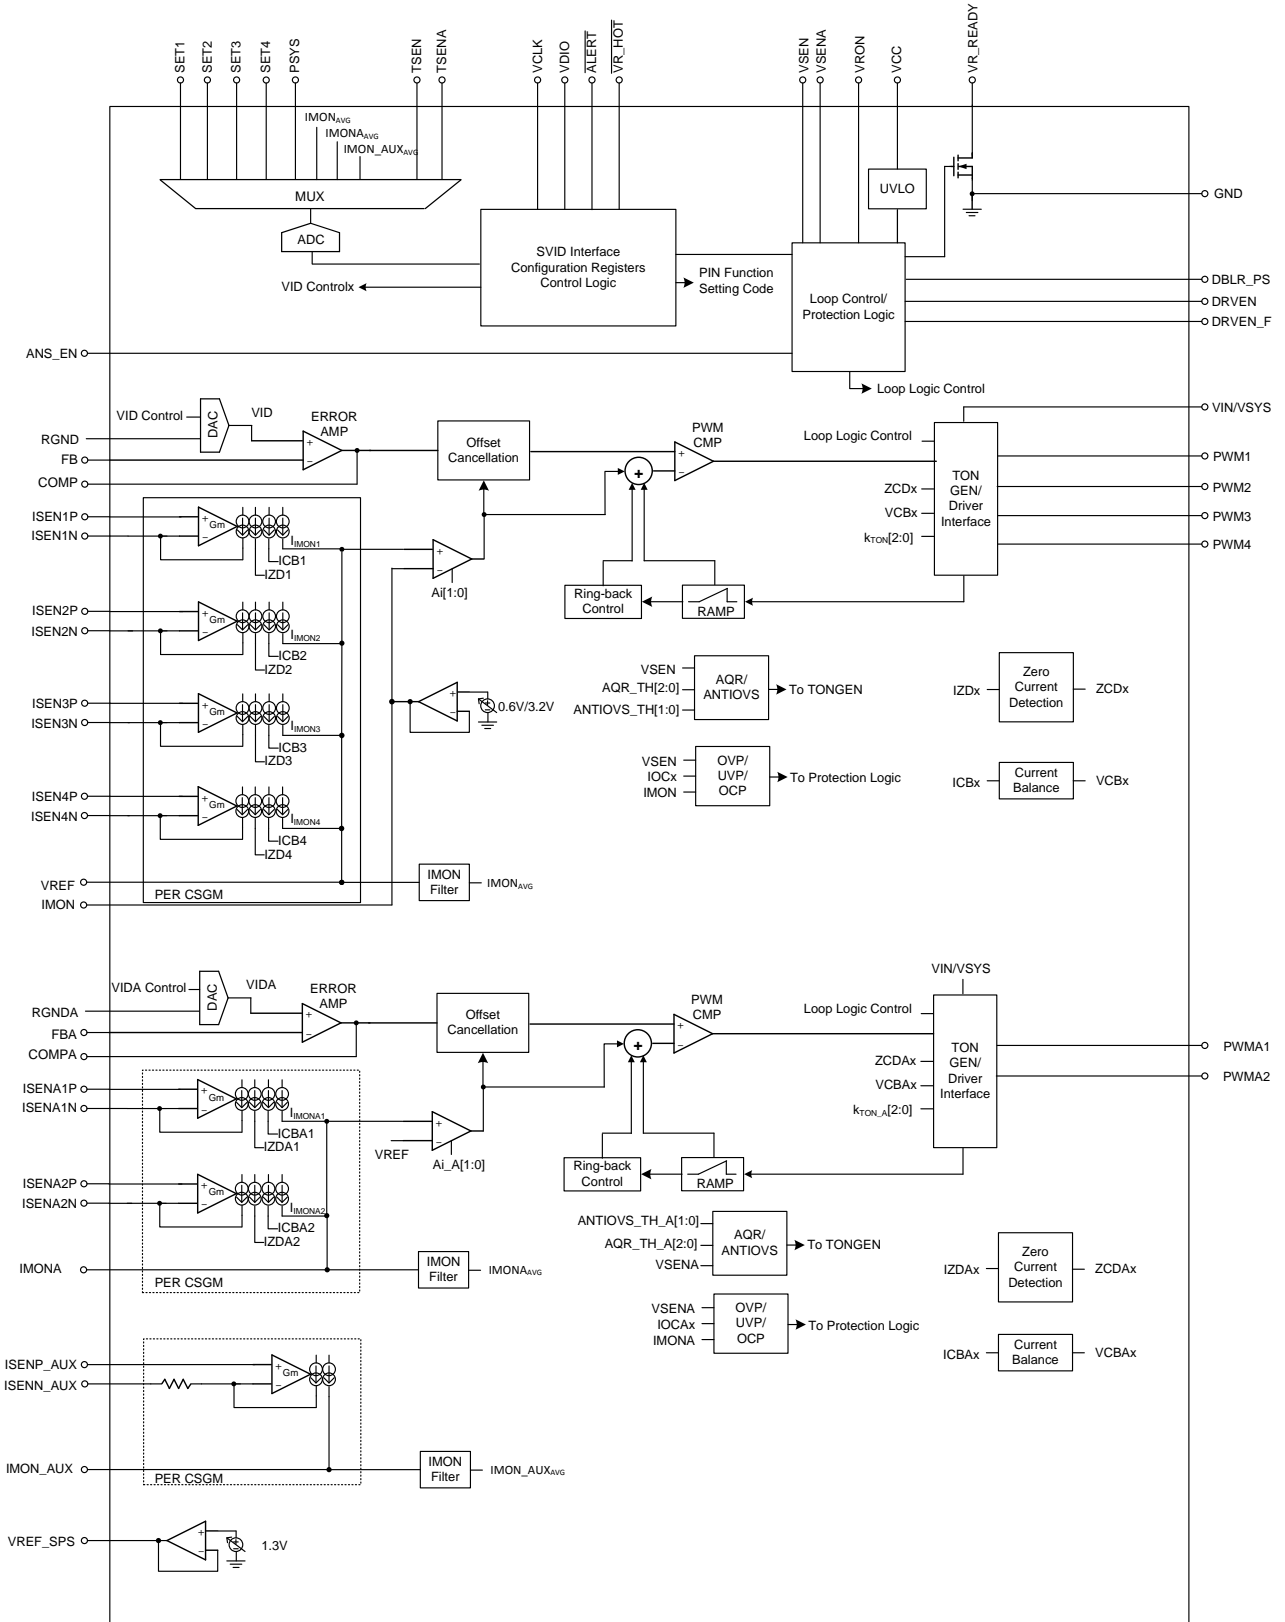 SET1
SET2
SET3
SET4
PSYS
TSEN
TSENA
VCLK
VDIO
ALERT
VR_HOT
VSEN
VSENA
VRON
VCC
VR_READY
IMONAVG
IMONAAVG
IMON_AUXAVG
MUX
ADC
UVLO
GND
SVID Interface
Configuration Registers
Control Logic
VID Controlx
PIN Function
Setting Code
Loop Control/
Protection Logic
DBLR_PS
DRVEN
DRVEN_F
ANS_EN
Loop Logic Control
VID Control
DAC
VID
ERROR
AMP
RGND
FB
COMP
Offset
Cancellation
+
PWM
CMP
Loop Logic Control
ZCDx
VCBx
kTON[2:0]
TON
GEN/
Driver
Interface
VIN/VSYS
PWM1
PWM2
PWM3
PWM4
ISEN1P
ISEN1N
Gm
IIMON1
ICB1
IZD1
Ai[1:0]
Ring-back
Control
RAMP
ISEN2P
ISEN2N
Gm
IIMON2
ICB2
IZD2
ISEN3P
ISEN3N
Gm
IIMON3
ICB3
IZD3
0.6V/3.2V
VSEN
AQR_TH[2:0]
ANTIOVS_TH[1:0]
AQR/
ANTIOVS
To TONGEN
IZDx
Zero
Current
Detection
ZCDx
VSEN
IOCx
IMON
OVP/
UVP/
OCP
To Protection Logic
ICBx
Current
Balance
VCBx
ISEN4P
ISEN4N
Gm
IIMON4
ICB4
IZD4
VREF
IMON
PER CSGM
IMON
Filter
IMONAVG
VIDA Control
DAC
VIDA
ERROR
AMP
RGNDA
FBA
COMPA
Offset
Cancellation
+
PWM
CMP
VIN/VSYS
Loop Logic Control
ZCDAx
VCBAx
kTON_A[2:0]
TON
GEN/
Driver
Interface
PWMA1
PWMA2
ISENA1P
ISENA1N
Gm
IIMONA1
ICBA1
IZDA1
VREF
Ai_A[1:0]
Ring-back
Control
RAMP
ISENA2P
ISENA2N
Gm
IIMONA2
ICBA2
IZDA2
IMONA
PER CSGM
IMON
Filter
IMONAAVG
ANTIOVS_TH_A[1:0]
AQR_TH_A[2:0]
VSENA
AQR/
ANTIOVS
To TONGEN
IZDAx
Zero
Current
Detection
ZCDAx
VSENA
IOCAx
IMONA
OVP/
UVP/
OCP
To Protection Logic
ICBAx
Current
Balance
VCBAx
ISENP_AUX
ISENN_AUX
Gm
IMON_AUX
PER CSGM
IMON
Filter
IMON_AUXAVG
VREF_SPS
1.3V